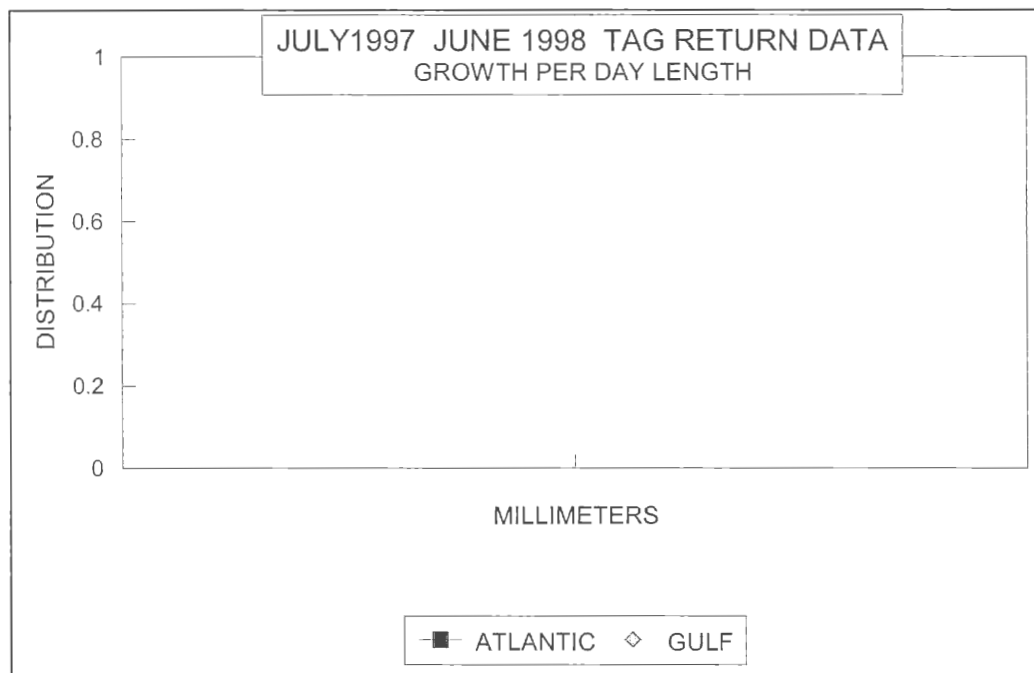 JULY1997 JUNE 1998 TAG RETURN DATA
GROWTH PER DAY LENGTH
1
0.8
0.6
0.4
0.2
0
DISTRIBUTION
MILLIMETERS
ATLANTIC GULF